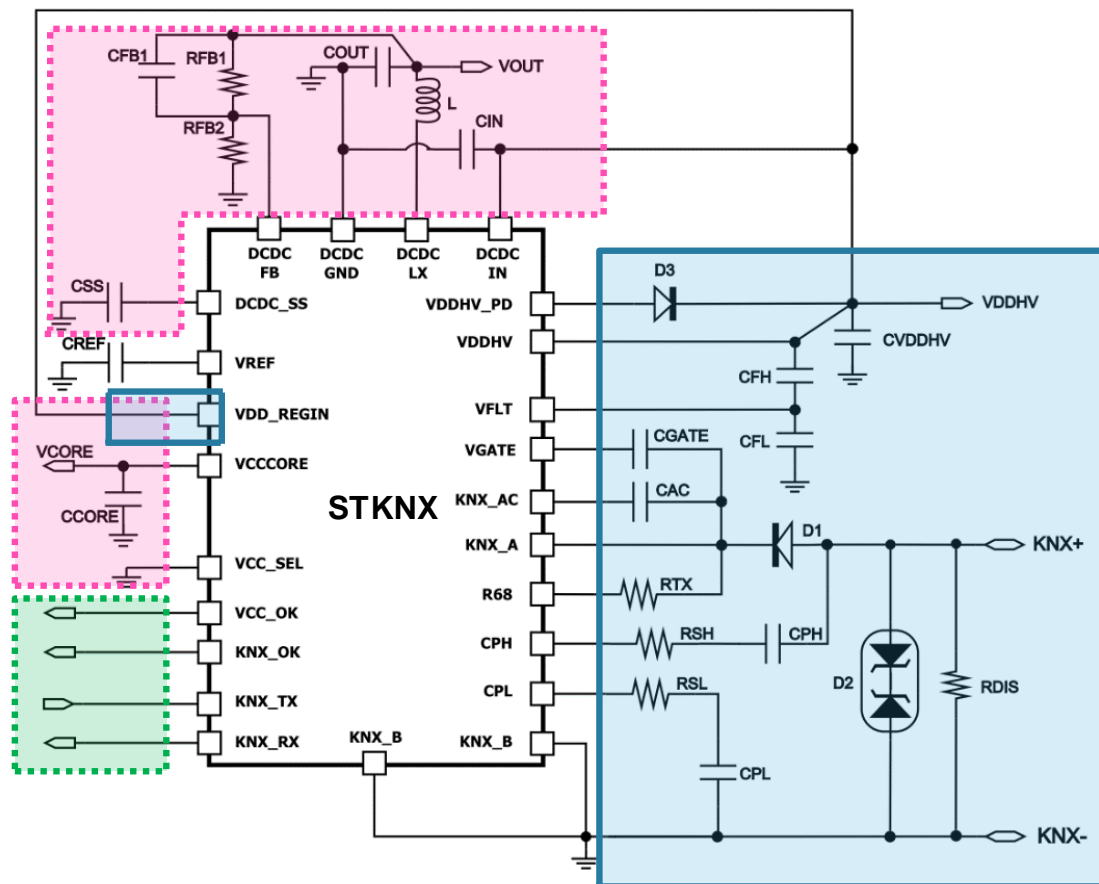 CFB1
RFB1
COUT
VOUT
L
RFB2
CIN
DCDC
FB
DCDC
GND
DCDC
LX
DCDC
IN
D3
CSS
DCDC_SS
VDDHV_PD
VDDHV
CREF
VREF
VDDHV
CVDDHV
CFH
VDD_REGIN
VFLT
CGATE
CFL
VCORE
VCCCORE
VGATE
CAC
CCORE
STKNX
KNX_AC
D1
KNX_A
KNX+
VCC_SEL
R68
RTX
VCC_OK
KNX_OK
CPH
RSH
CPH
KNX_TX
CPL
RSL
D2
RDIS
KNX_RX
KNX_B
KNX_B
CPL
KNX-